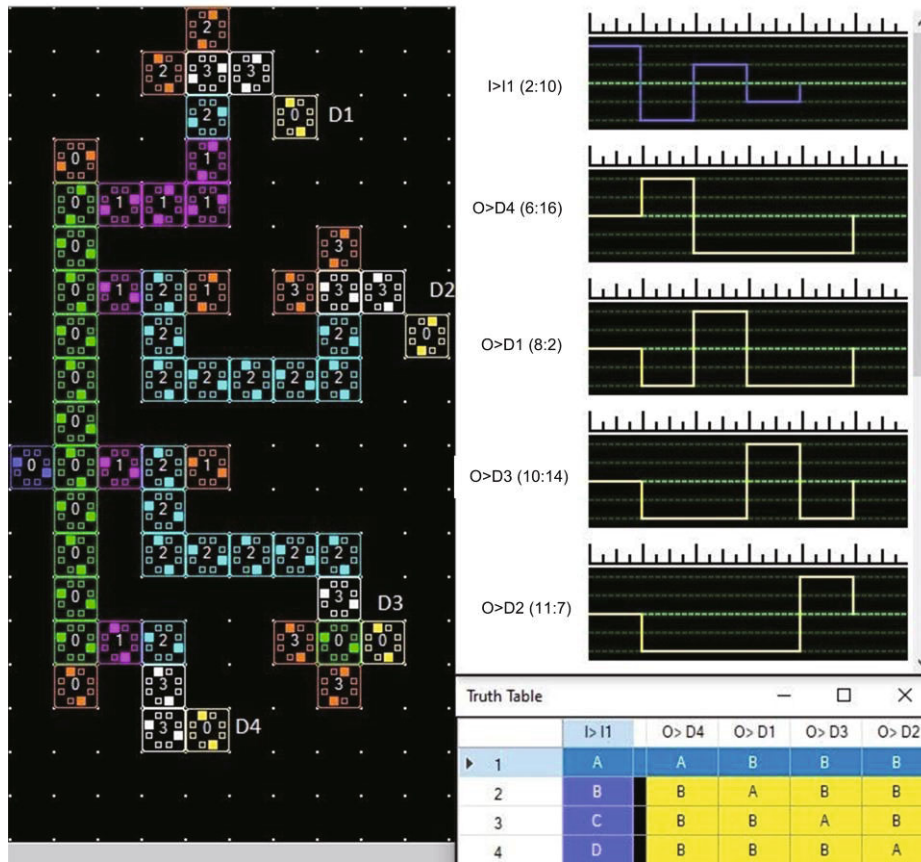 2
2 3 3
2 0 D1
0 1
0 1 1 1
0 3
0 1 2 1 3 3 3 D2
0 2 2 0
0 2 2 2 2 2
0
0 0 1 2 1
0 2
0 2 2 2 2 2
0 3 D3
0 1 2 3 0 0
0 3 3
3 0 D4
I>I1 (2:10)
O>D4 (6:16)
O>D1 (8:2)
O>D3 (10:14)
O>D2 (11:7)
Truth Table
I> I1 O> D4 O> D1 O> D3 O> D2
1 A A B B B
2 B B A B B
3 C B B A B
4 D B B B A